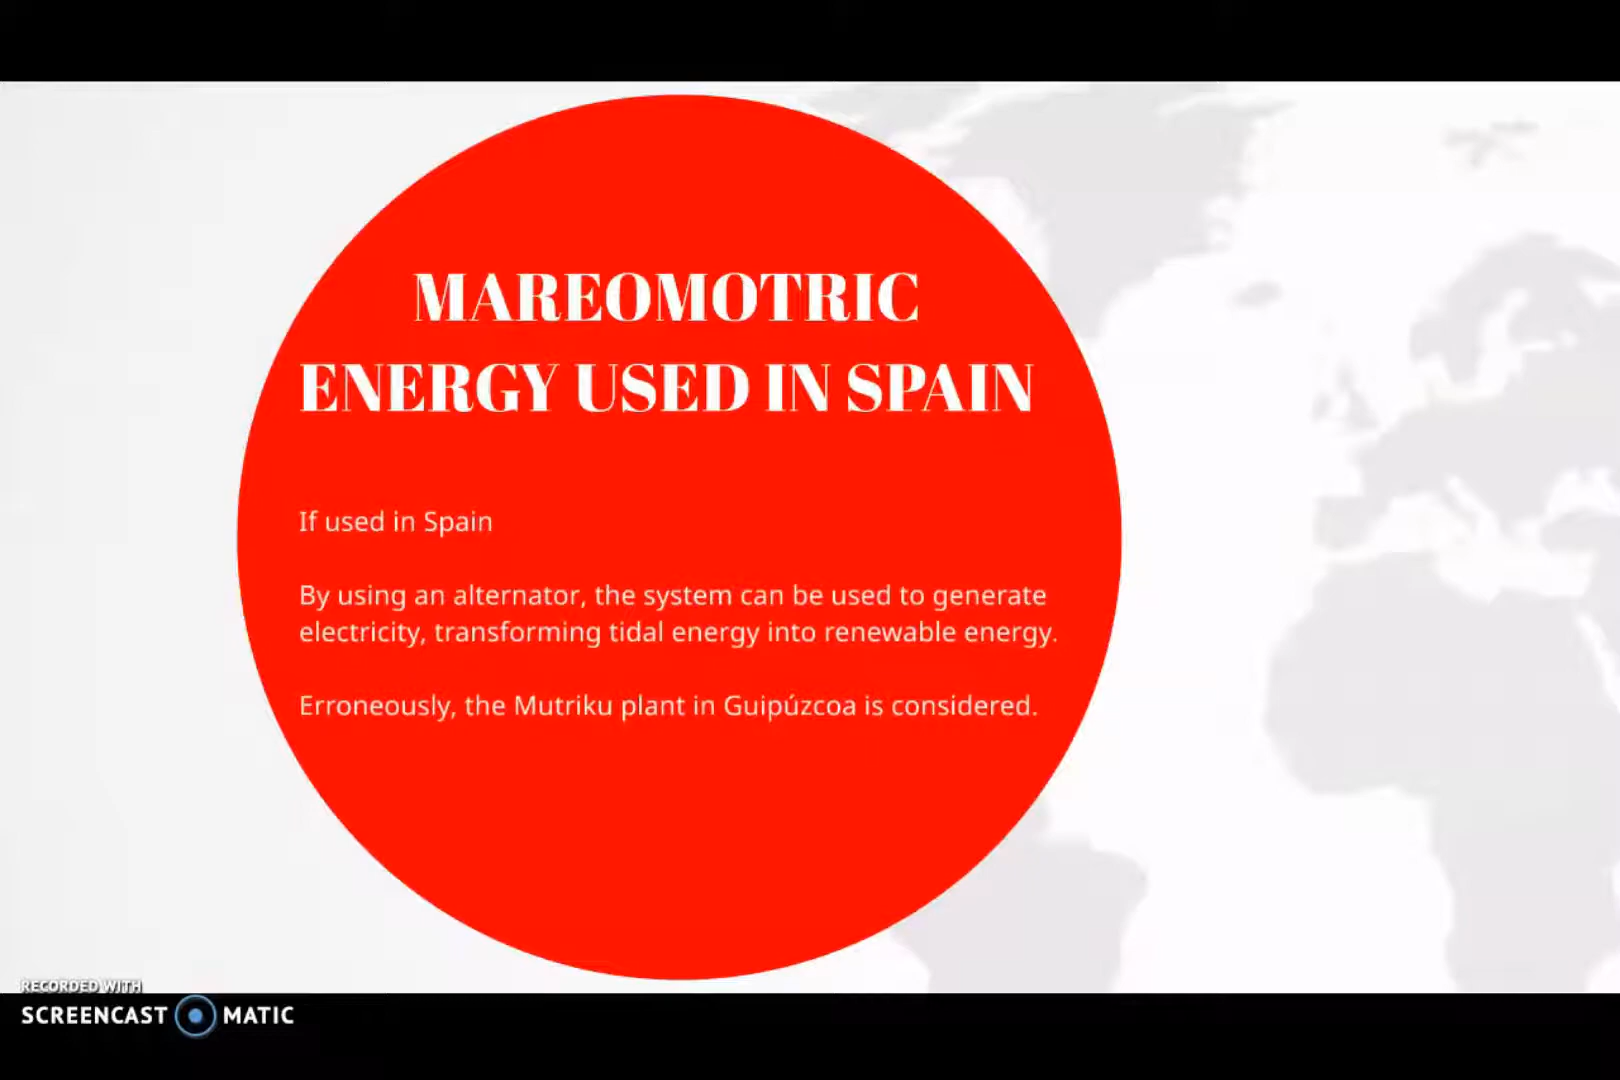 MAREOMOTRIC
ENERGY USED IN SPAIN
If used in Spain
By using an alternator, the system can be used to generate
electricity, transforming tidal energy into renewable energy.
Erroneously, the Mutriku plant in Guipúzcoa is considered.
RECORDED WITH
SCREENCAST MATIC